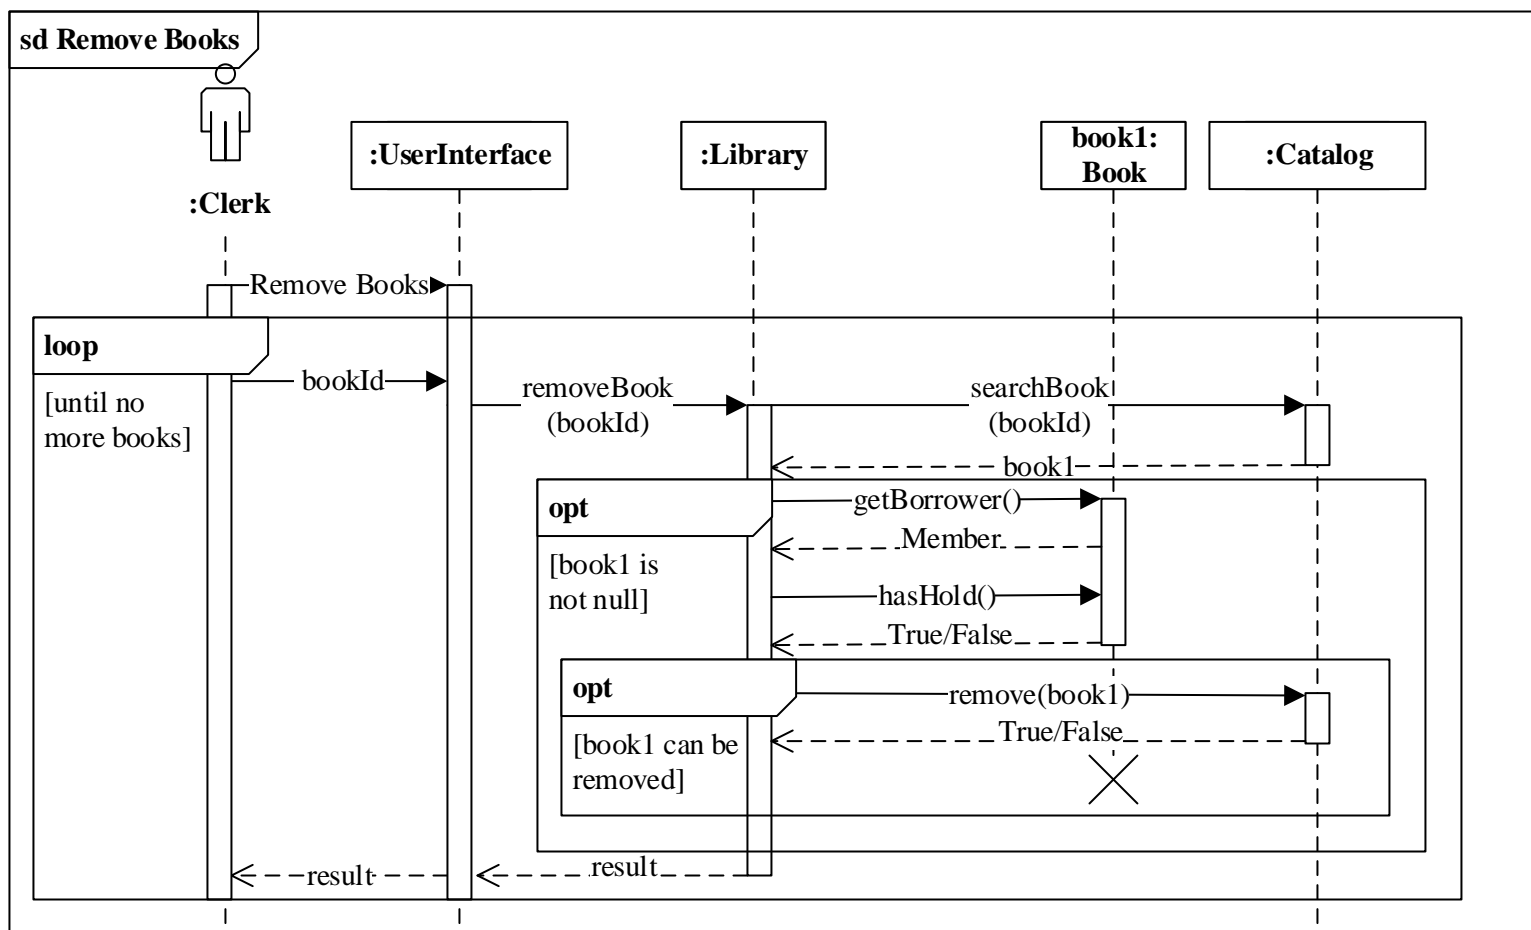 sd Remove Books
:Clerk
:UserInterface
:Library
book1:
Book
:Catalog
Remove Books
loop
[until no
more books]
bookId
removeBook
(bookId)
searchBook
(bookId)
book1
opt
[book1 is
not null]
getBorrower()
Member
hasHold()
True/False
opt
[book1 can be
removed]
remove(book1)
True/False
result
result